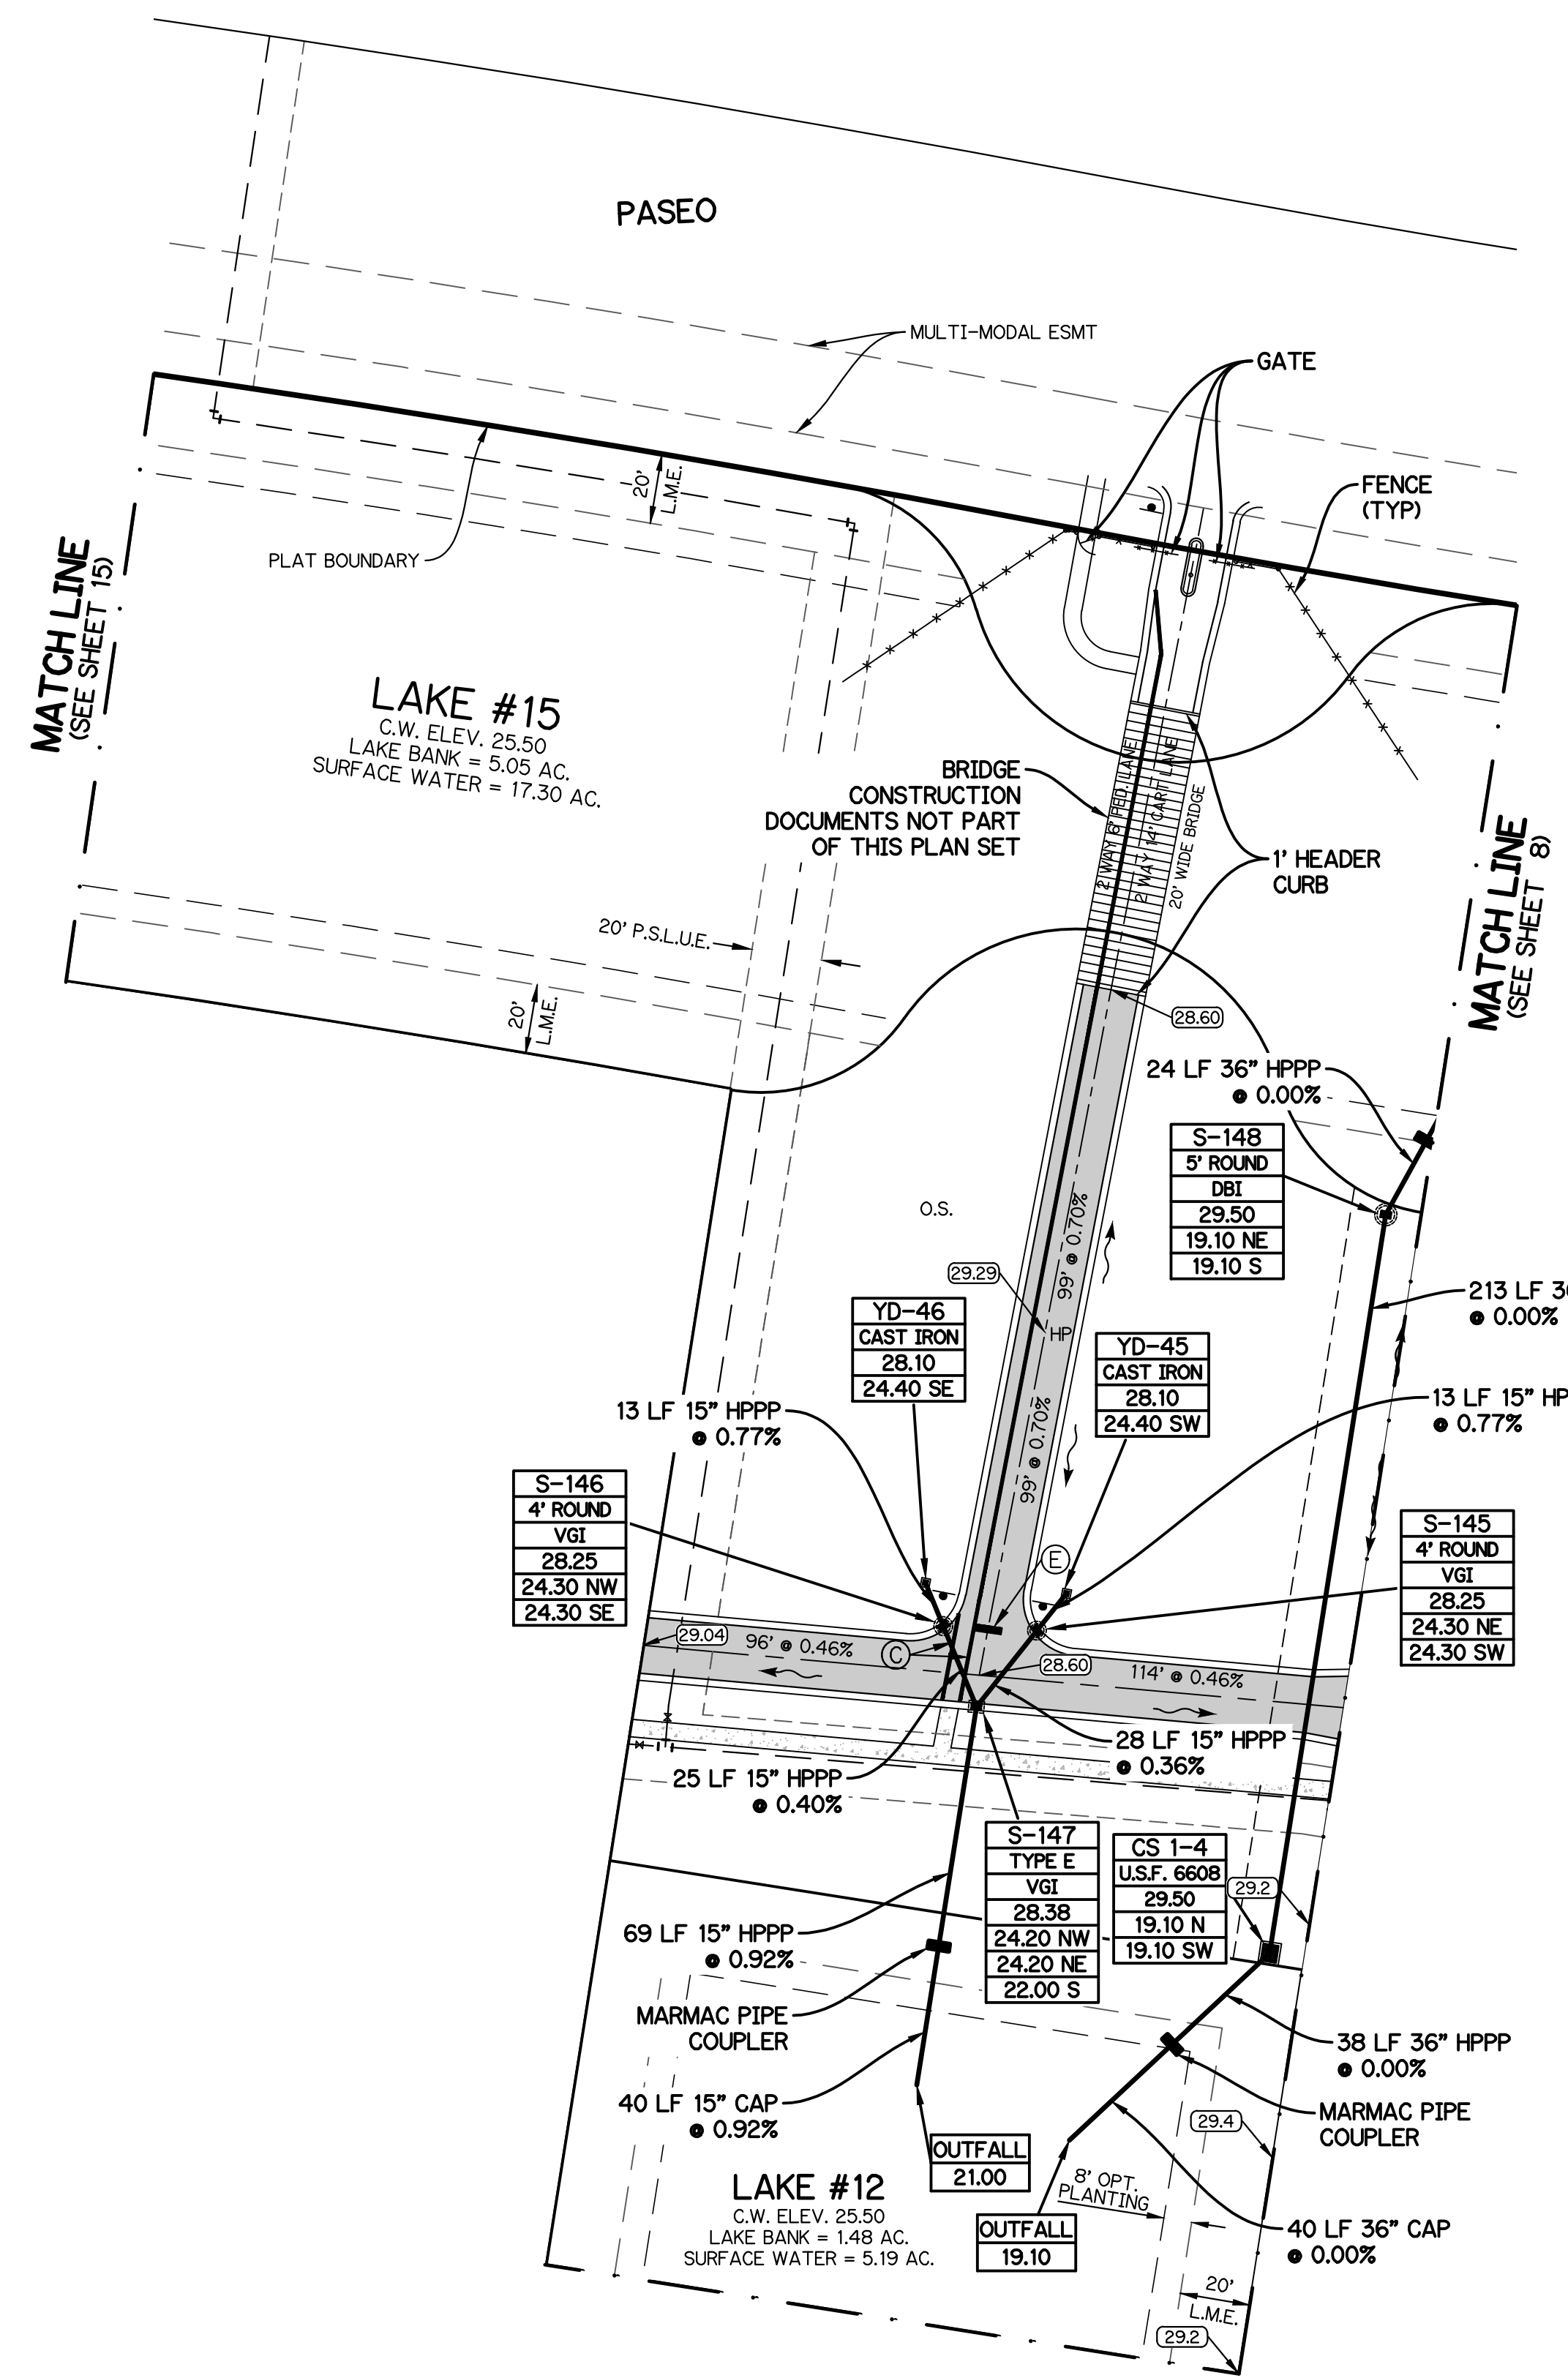 PASEO
MULTI-MODAL ESMT
GATE
FENCE
(TYP)
20'
L.M.E.
PLAT BOUNDARY
MATCH LINE
(SEE SHEET 15)
LAKE #15
C.W. ELEV. 25.50
LAKE BANK = 5.05 AC.
SURFACE WATER = 17.30 AC.
BRIDGE
CONSTRUCTION
DOCUMENTS NOT PART
OF THIS PLAN SET
2 WAY 6' PED. LANE
2 WAY 14' CART LANE
20' WIDE BRIDGE
1' HEADER
CURB
MATCH LINE
(SEE SHEET 8)
20' P.S.L.U.E.
20'
L.M.E.
28.60
24 LF 36" HPPP
@ 0.00%
S-148
5' ROUND
DBI
29.50
19.10 NE
19.10 S
O.S.
99' @ 0.70%
29.29
HP
213 LF
@ 0.00%
YD-46
CAST IRON
28.10
24.40 SE
YD-45
CAST IRON
28.10
24.40 SW
99' @ 0.70%
13 LF 15" HPPP
@ 0.77%
13 LF 15"
@ 0.77%
S-146
4' ROUND
VGI
28.25
24.30 NW
24.30 SE
S-145
4' ROUND
VGI
28.25
24.30 NE
24.30 SW
E
29.04
96' @ 0.46%
C
28.60
114' @ 0.46%
28 LF 15" HPPP
@ 0.36%
25 LF 15" HPPP
@ 0.40%
S-147
TYPE E
VGI
28.38
24.20 NW
24.20 NE
22.00 S
CS 1-4
U.S.F. 6608
29.50
19.10 N
19.10 SW
29.2
69 LF 15" HPPP
@ 0.92%
MARMAC PIPE
COUPLER
38 LF 36" HPPP
@ 0.00%
40 LF 15" CAP
@ 0.92%
MARMAC PIPE
COUPLER
29.4
OUTFALL
21.00
8' OPT.
PLANTING
LAKE #12
C.W. ELEV. 25.50
LAKE BANK = 1.48 AC.
SURFACE WATER = 5.19 AC.
OUTFALL
19.10
40 LF 36" CAP
@ 0.00%
20'
L.M.E.
29.2